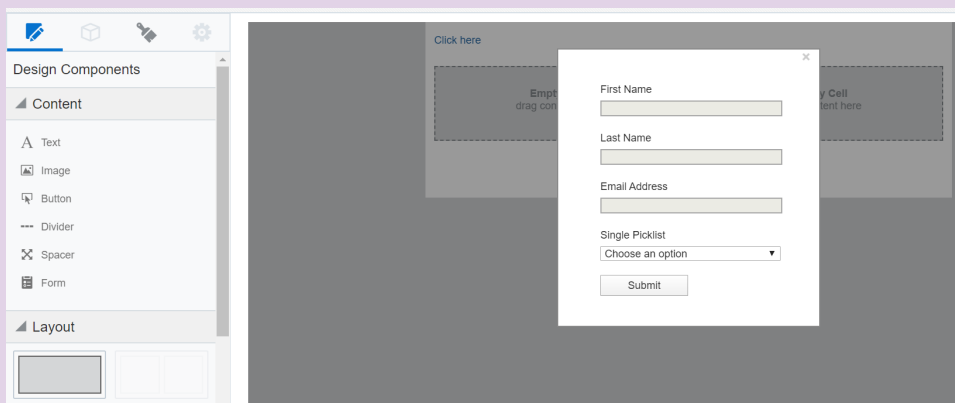 Design Components
Content
Text
Image
Button
Divider
Spacer
Form
Layout
Click here
Empt
drag con
y Cell
tent here
×
First Name
Last Name
Email Address
Single Picklist
Choose an option
Submit